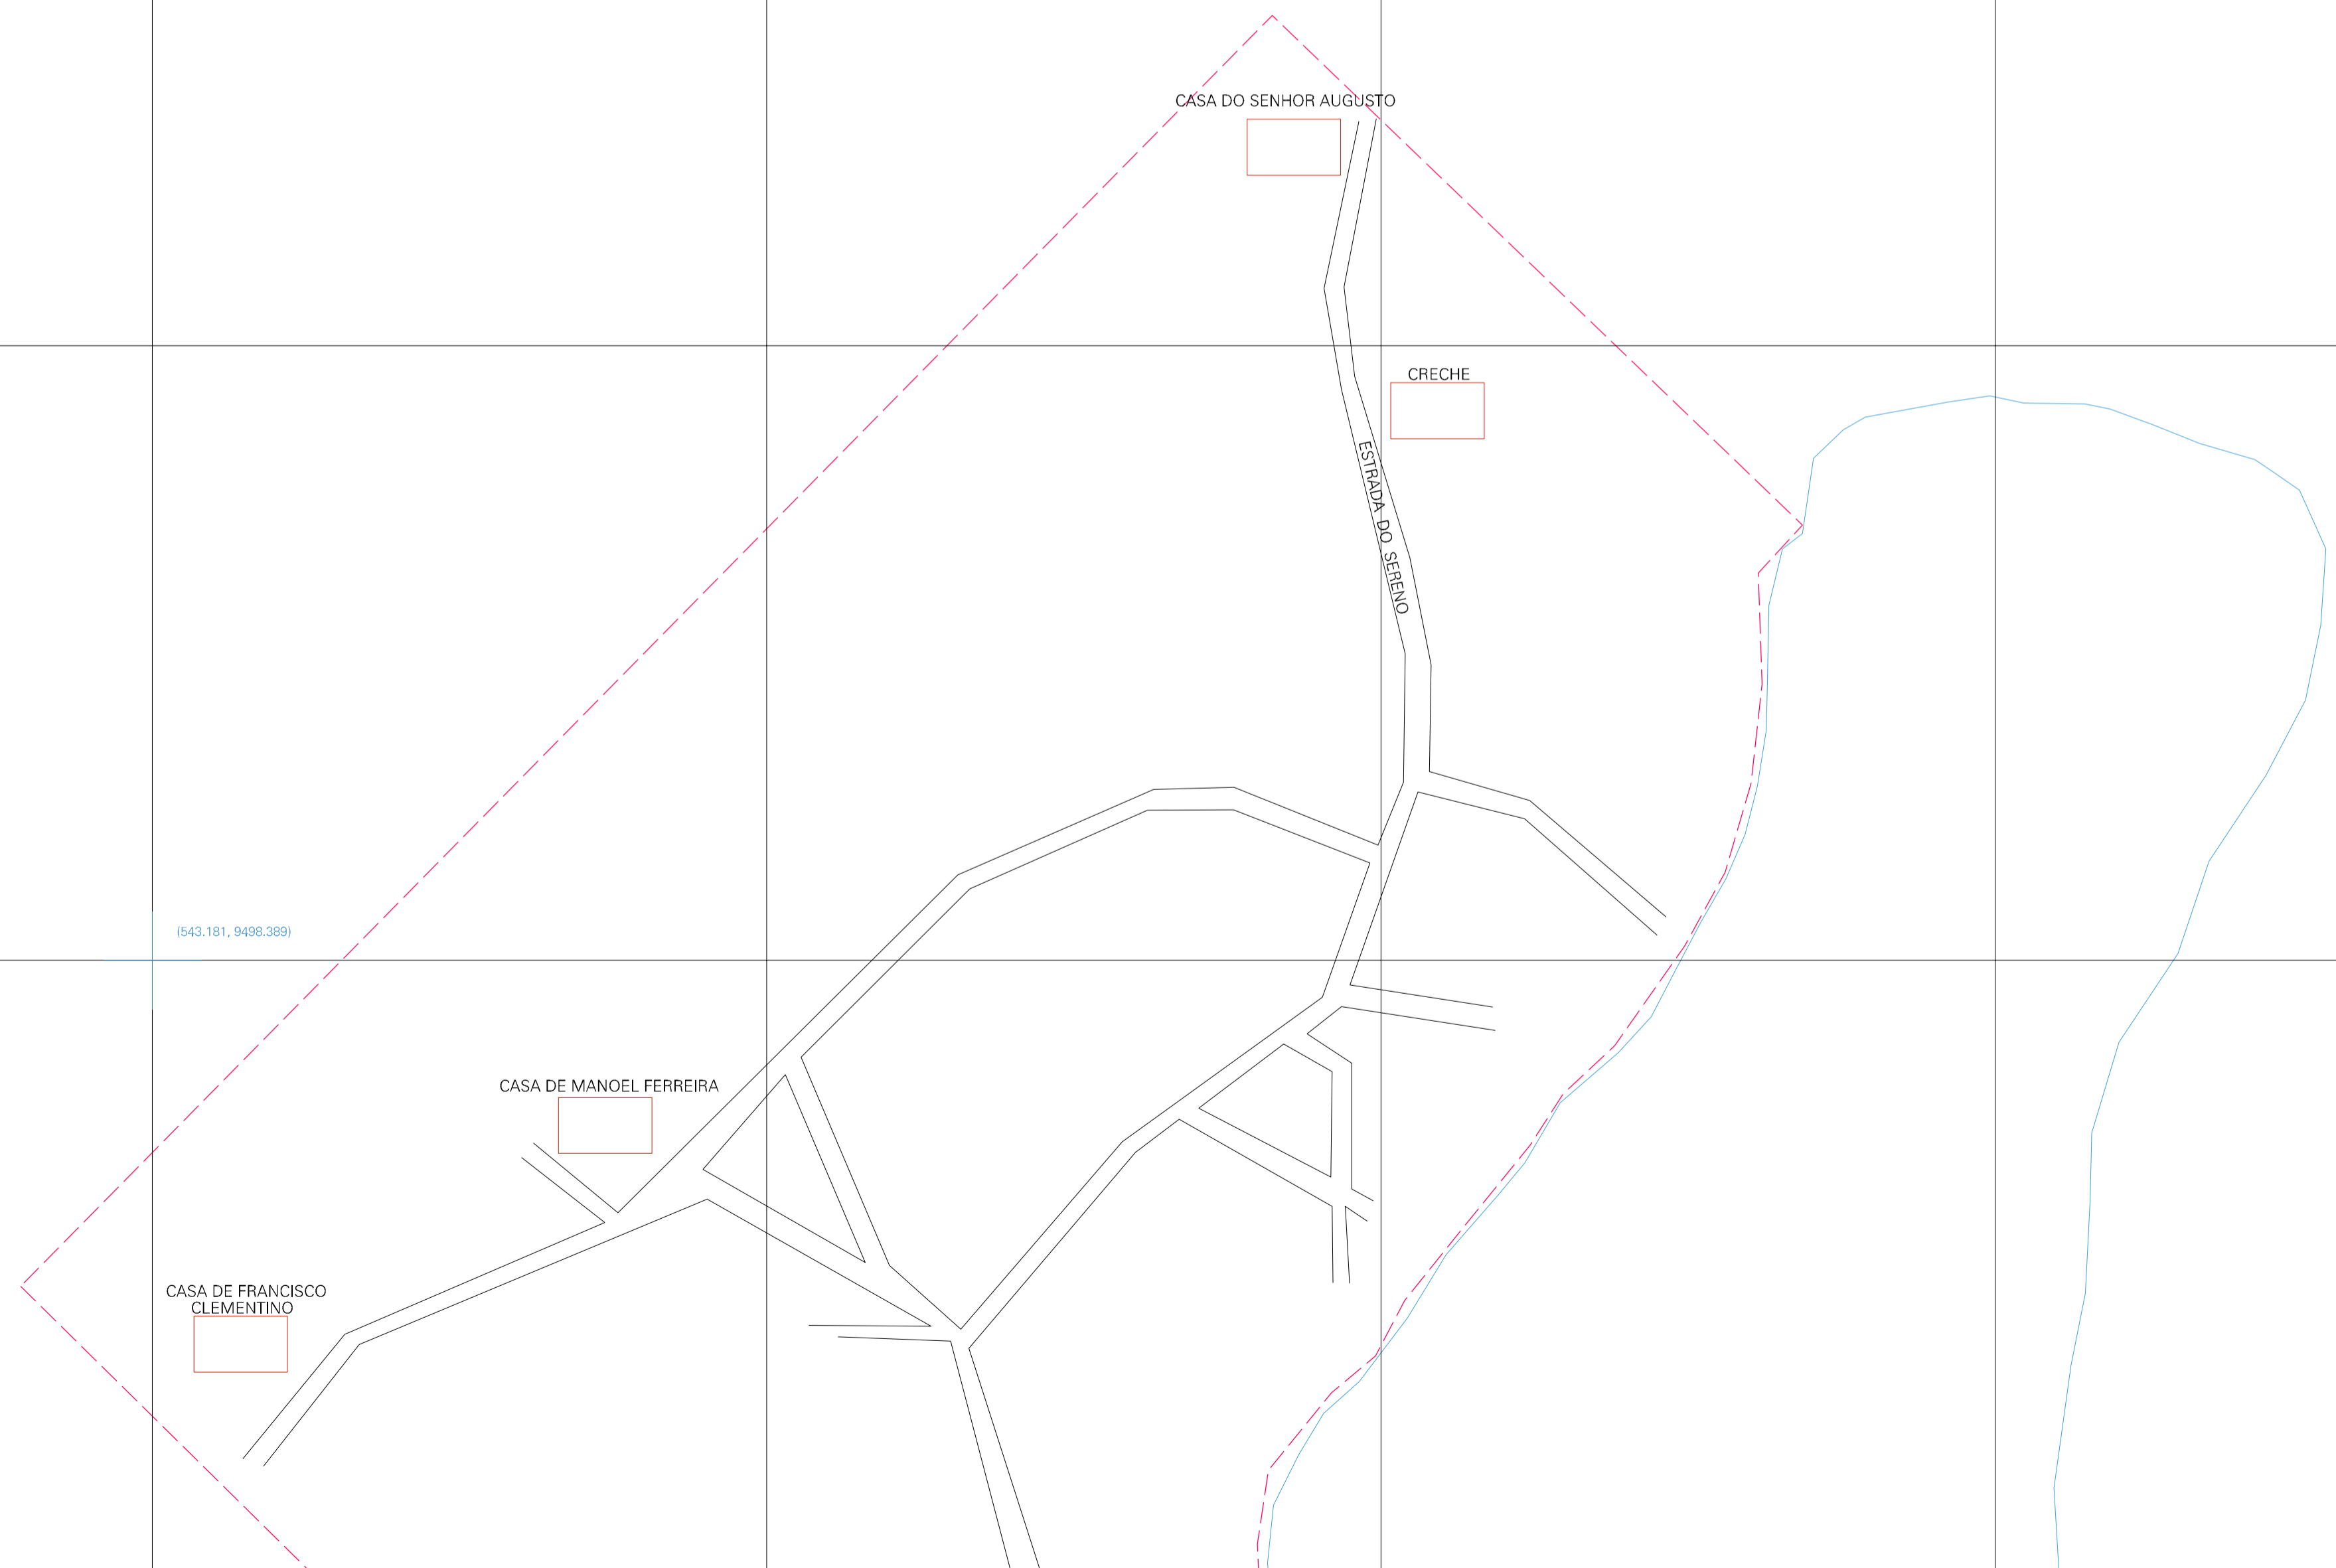 CASA DO SENHOR AUGUSTO
CRECHE
ESTRADA DO SERENO
(543.181, 9498.389)
CASA DE MANOEL FERREIRA
CASA DE FRANCISCO
CLEMENTINO